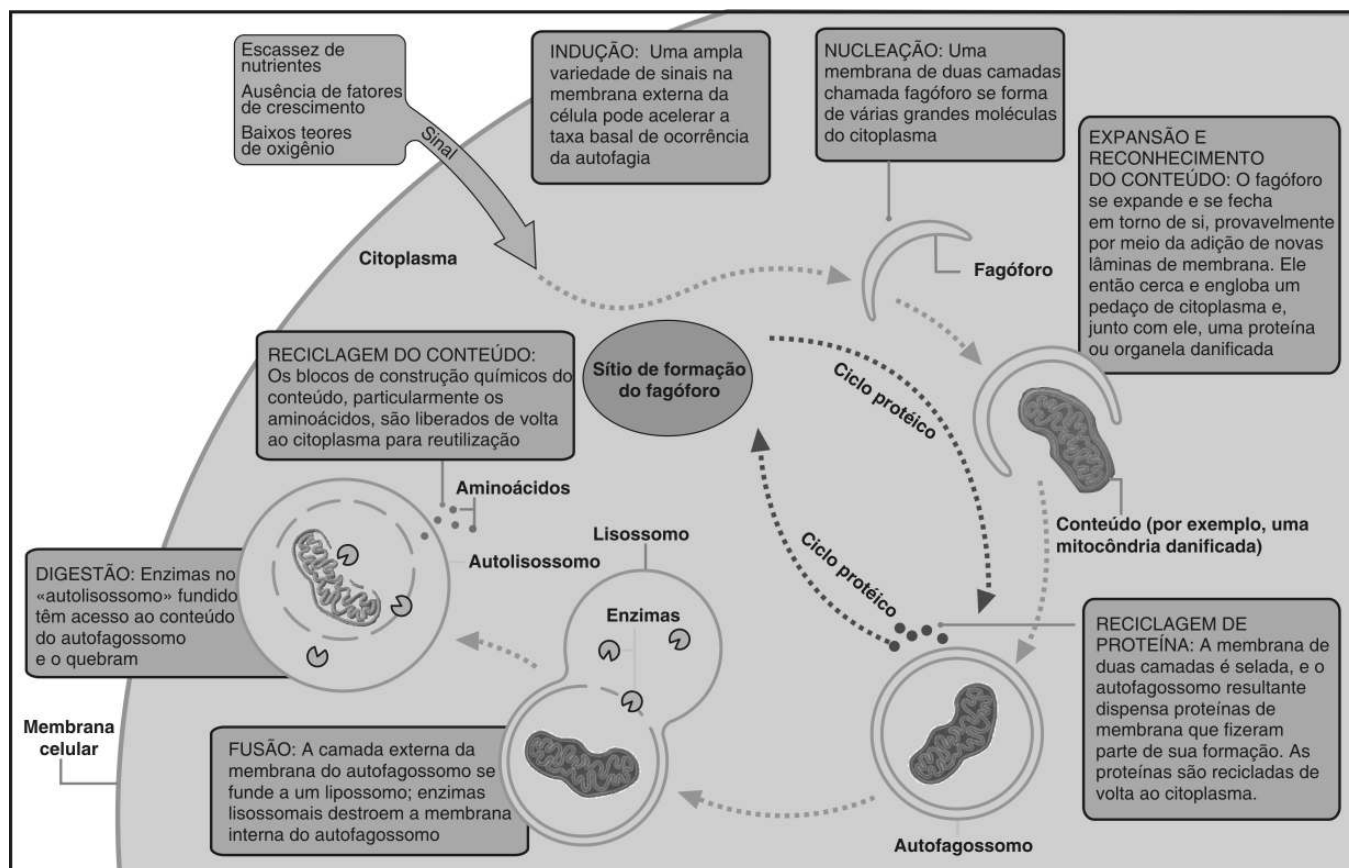 Escassez de
nutrientes
Ausência de fatores
de crescimento
Baixos teores
de oxigênio
Sinal
INDUÇÃO: Uma ampla
variedade de sinais na
membrana externa da
célula pode acelerar a
taxa basal de ocorrência
da autofagia
NUCLEAÇÃO: Uma
membrana de duas camadas
chamada fagóforo se forma
de várias grandes moléculas
do citoplasma
EXPANSÃO E
RECONHECIMENTO
DO CONTEÚDO: O fagóforo
se expande e se fecha
em torno de si, provavelmente
por meio da adição de novas
lâminas de membrana. Ele
então cerca e engloba um
pedaço de citoplasma e,
junto com ele, uma proteína
ou organela danificada
Citoplasma
Fagóforo
Sítio de formação
do fagóforo
Ciclo protéico
Ciclo protéico
Conteúdo (por exemplo, uma
mitocôndria danificada)
RECICLAGEM DO CONTEÚDO:
Os blocos de construção químicos do
conteúdo, particularmente os
aminoácidos, são liberados de volta
ao citoplasma para reutilização
Aminoácidos
Autolisossomo
Lisossomo
Enzimas
DIGESTÃO: Enzimas no
«autolisossomo» fundido
têm acesso ao conteúdo
do autofagossomo
e o quebram
RECICLAGEM DE
PROTEÍNA: A membrana de
duas camadas é selada, e o
autofagossomo resultante
dispensa proteínas de
membrana que fizeram
parte de sua formação. As
proteínas são recicladas de
volta ao citoplasma.
Membrana
celular
FUSÃO: A camada externa da
membrana do autofagossomo se
funde a um lipossomo; enzimas
lisossomais destroem a membrana
interna do autofagossomo
Autofagossomo